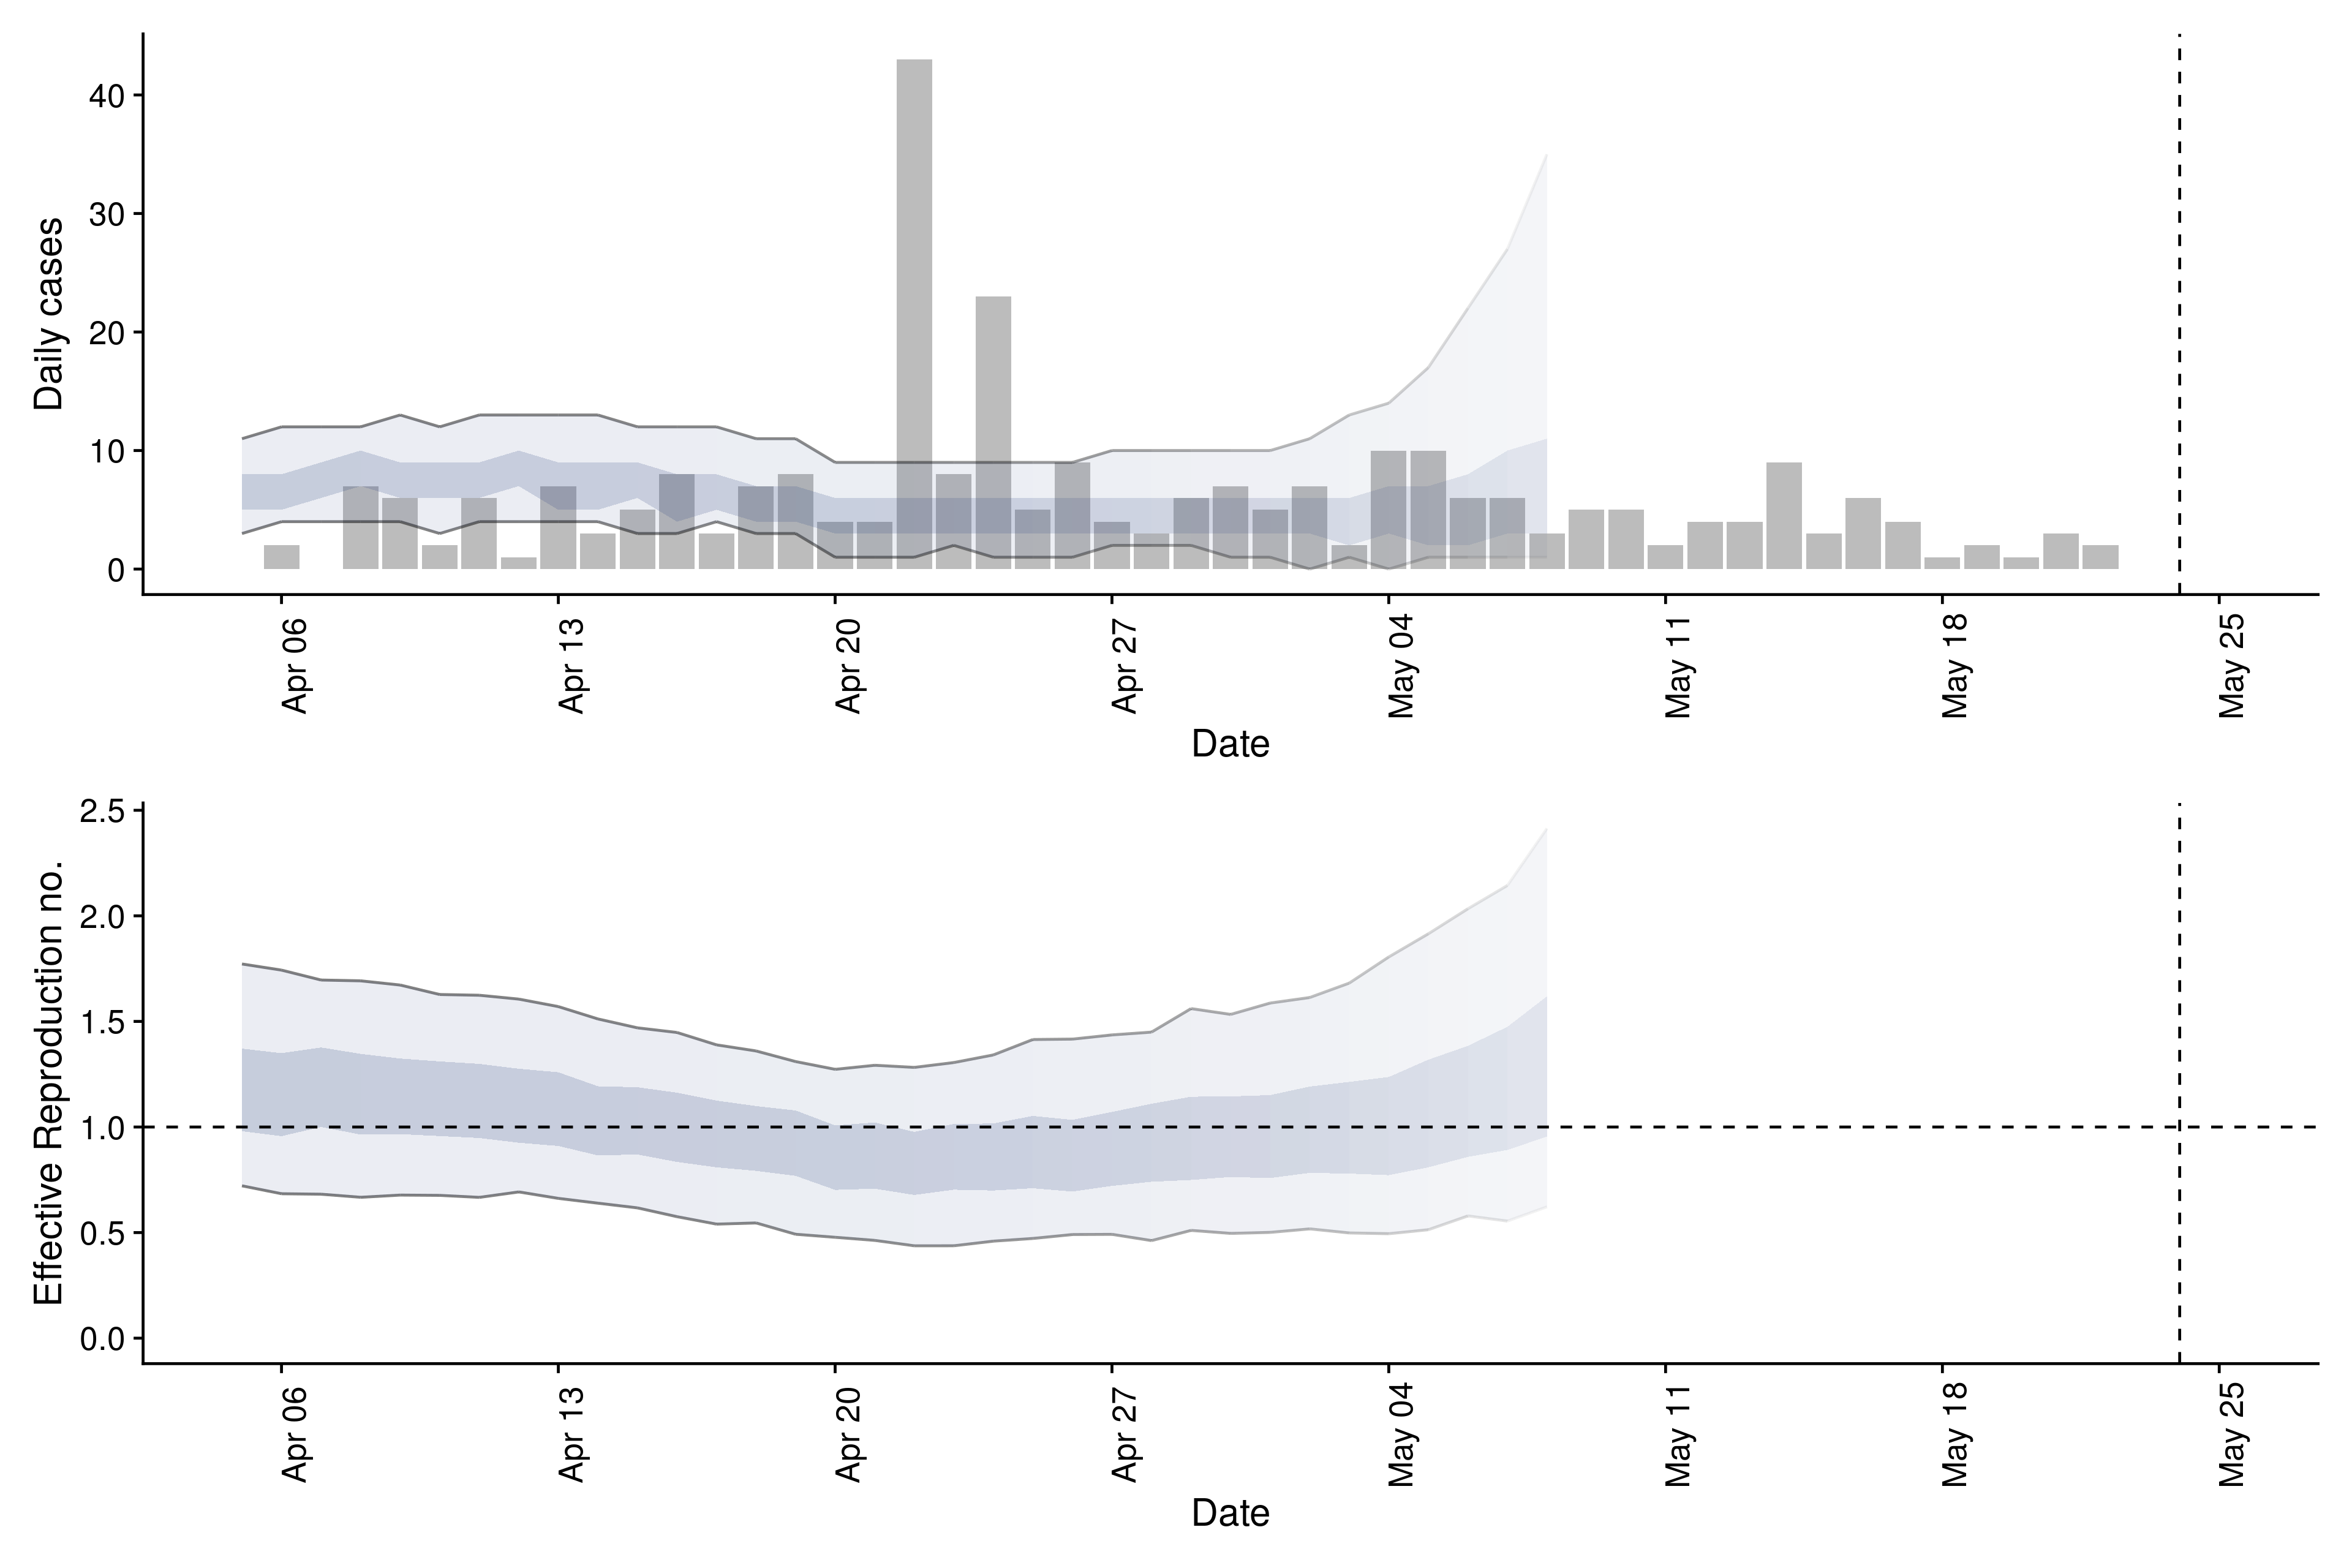 Daily cases
40
30
20
10
0
Apr 06
Apr 13
Apr 20
Apr 27
May 04
May 11
May 18
May 25
Date
Effective Reproduction no.
2.5
2.0
1.5
1.0
0.5
0.0
Apr 06
Apr 13
Apr 20
Apr 27
May 04
May 11
May 18
May 25
Date